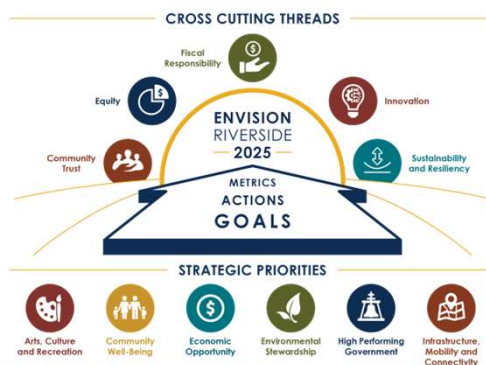 CROSS CUTTING THREADS
Fiscal
Responsibility
Equity
Innovation
Community
Trust
Sustainability
and Resiliency
ENVISION
RIVERSIDE
2025
METRICS
ACTIONS
GOALS
STRATEGIC PRIORITIES
Arts, Culture
and Recreation
Community
Well-Being
Economic
Opportunity
Environmental
Stewardship
High Performing
Government
Infrastructure,
Mobility and
Connectivity